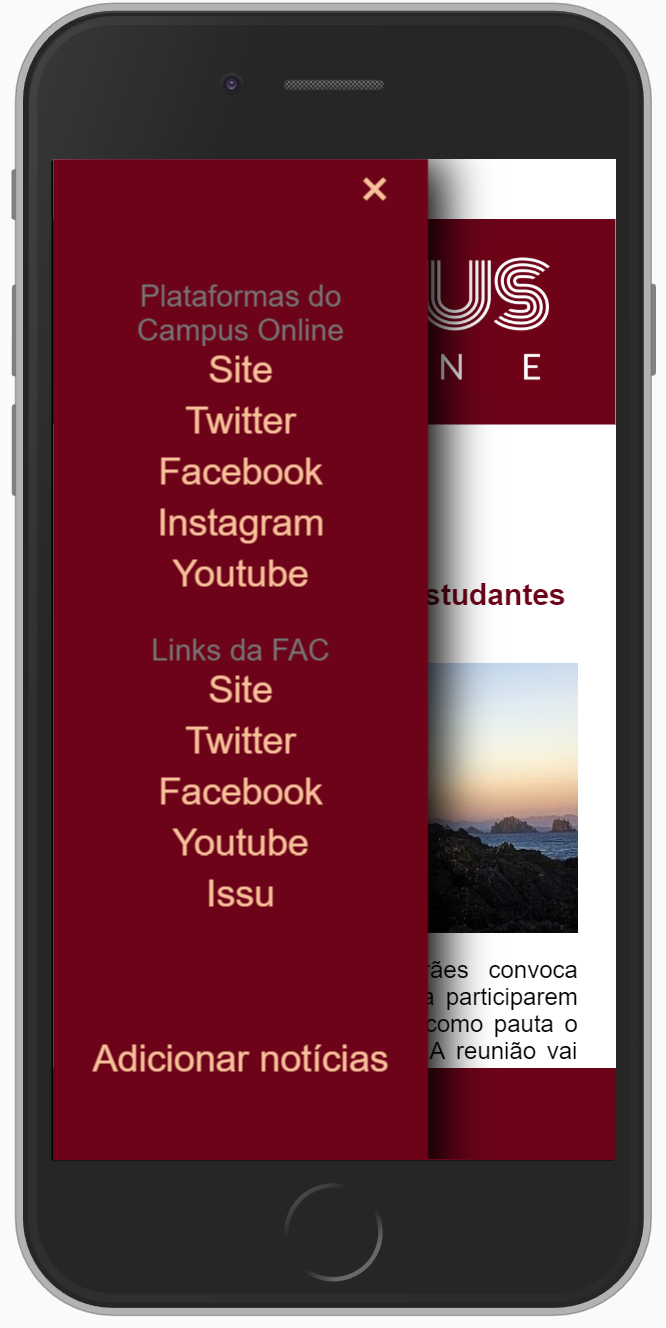 ×
Plataformas do
Campus Online
Site
Twitter
Facebook
Instagram
Youtube
Links da FAC
Site
Twitter
Facebook
Youtube
Issu
Adicionar notícias
US
N E
studantes
rães convoca
a participarem
como pauta o
A reunião vai